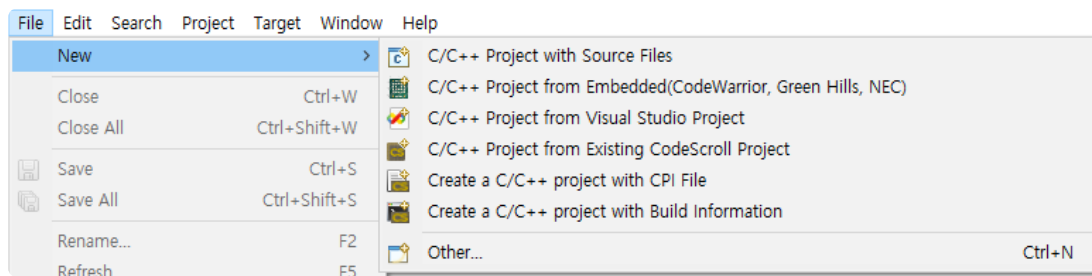 File Edit Search Project Target Window Help
New >
Close Ctrl+W
Close All Ctrl+Shift+W
Save Ctrl+S
Save All Ctrl+Shift+S
Rename... F2
Refresh F5
C/C++ Project with Source Files
C/C++ Project from Embedded(CodeWarrior, Green Hills, NEC)
C/C++ Project from Visual Studio Project
C/C++ Project from Existing CodeScroll Project
Create a C/C++ project with CPI File
Create a C/C++ project with Build Information
Other... Ctrl+N